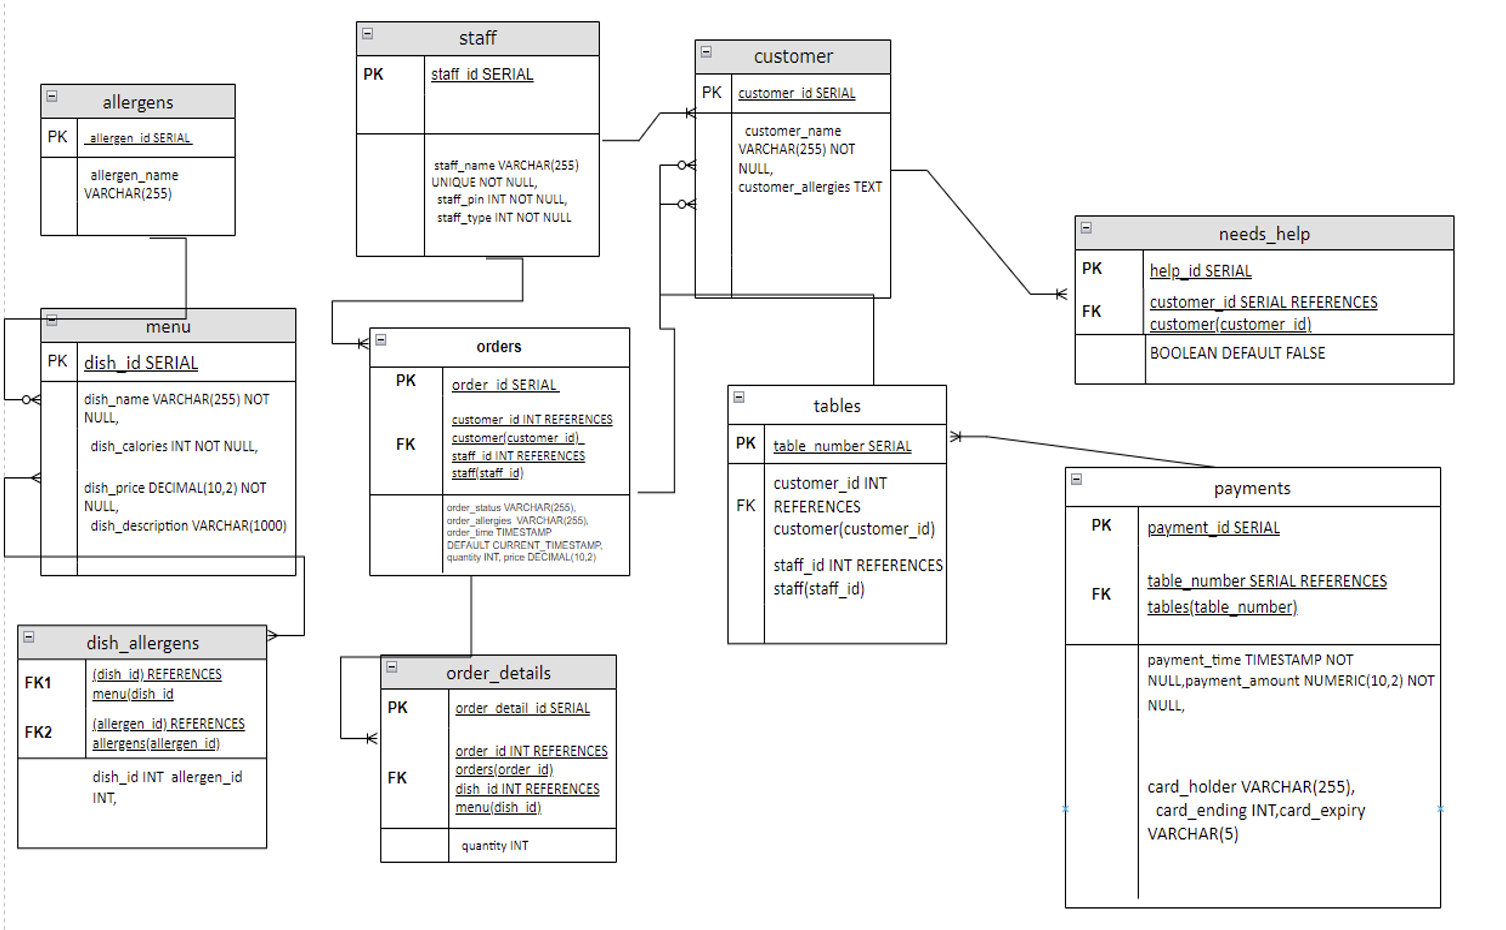 staff
PK
staff_id SERIAL
staff_name VARCHAR(255)
UNIQUE NOT NULL,
staff_pin INT NOT NULL,
staff_type INT NOT NULL
customer
PK
customer_id SERIAL
customer_name
VARCHAR(255) NOT
NULL,
customer_allergies TEXT
allergens
PK
allergen_id SERIAL
allergen_name
VARCHAR(255)
needs_help
PK
help_id SERIAL
FK
customer_id SERIAL REFERENCES
customer(customer_id)
BOOLEAN DEFAULT FALSE
menu
PK
dish_id SERIAL
dish_name VARCHAR(255) NOT
NULL,
dish_calories INT NOT NULL,
dish_price DECIMAL(10,2) NOT
NULL,
dish_description VARCHAR(1000)
orders
PK
order_id SERIAL
FK
customer_id INT REFERENCES
customer(customer_id)
staff_id INT REFERENCES
staff(staff_id)
order_status VARCHAR(255),
order_allergies VARCHAR(255),
order_time TIMESTAMP
DEFAULT CURRENT_TIMESTAMP,
quantity INT, price DECIMAL(10,2)
tables
PK
table_number SERIAL
FK
customer_id INT
REFERENCES
customer(customer_id)
staff_id INT REFERENCES
staff(staff_id)
payments
PK
payment_id SERIAL
FK
table_number SERIAL REFERENCES
tables(table_number)
payment_time TIMESTAMP NOT
NULL,payment_amount NUMERIC(10,2) NOT
NULL,
card_holder VARCHAR(255),
card_ending INT,card_expiry
VARCHAR(5)
dish_allergens
FK1
(dish_id) REFERENCES
menu(dish_id
FK2
(allergen_id) REFERENCES
allergens(allergen_id)
dish_id INT allergen_id
INT,
order_details
PK
order_detail_id SERIAL
FK
order_id INT REFERENCES
orders(order_id)
dish_id INT REFERENCES
menu(dish_id)
quantity INT